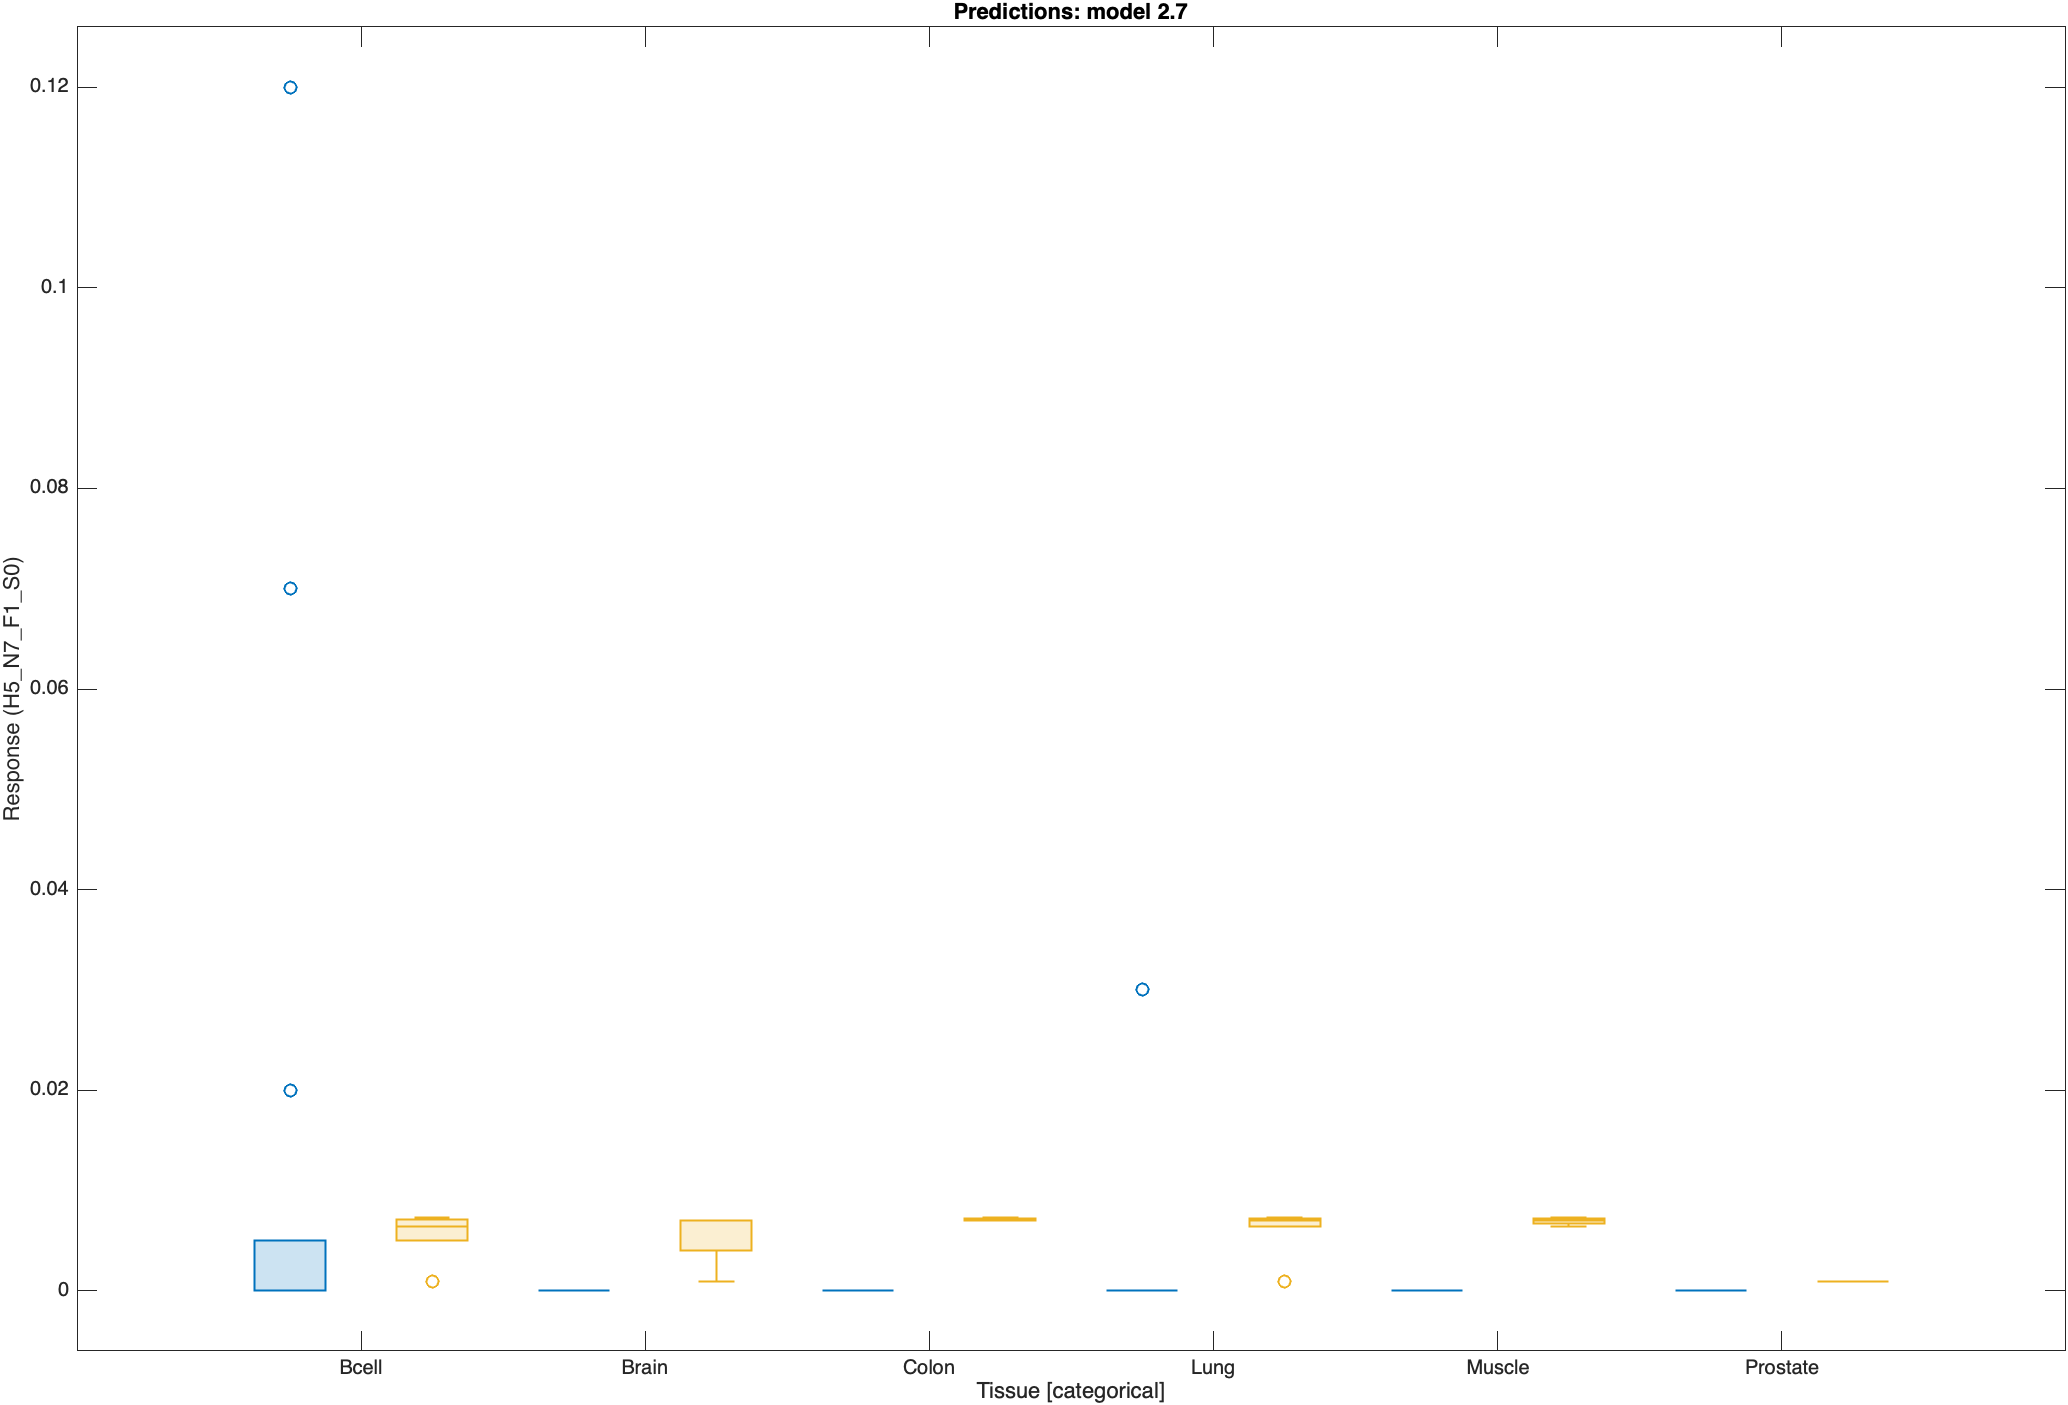 Predictions: model 2.7
0.12
0.1
0.08
0.06
0.04
0.02
0
Response (H5_N7_F1_S0)
Bcell Brain Colon Lung Muscle Prostate
Tissue [categorical]